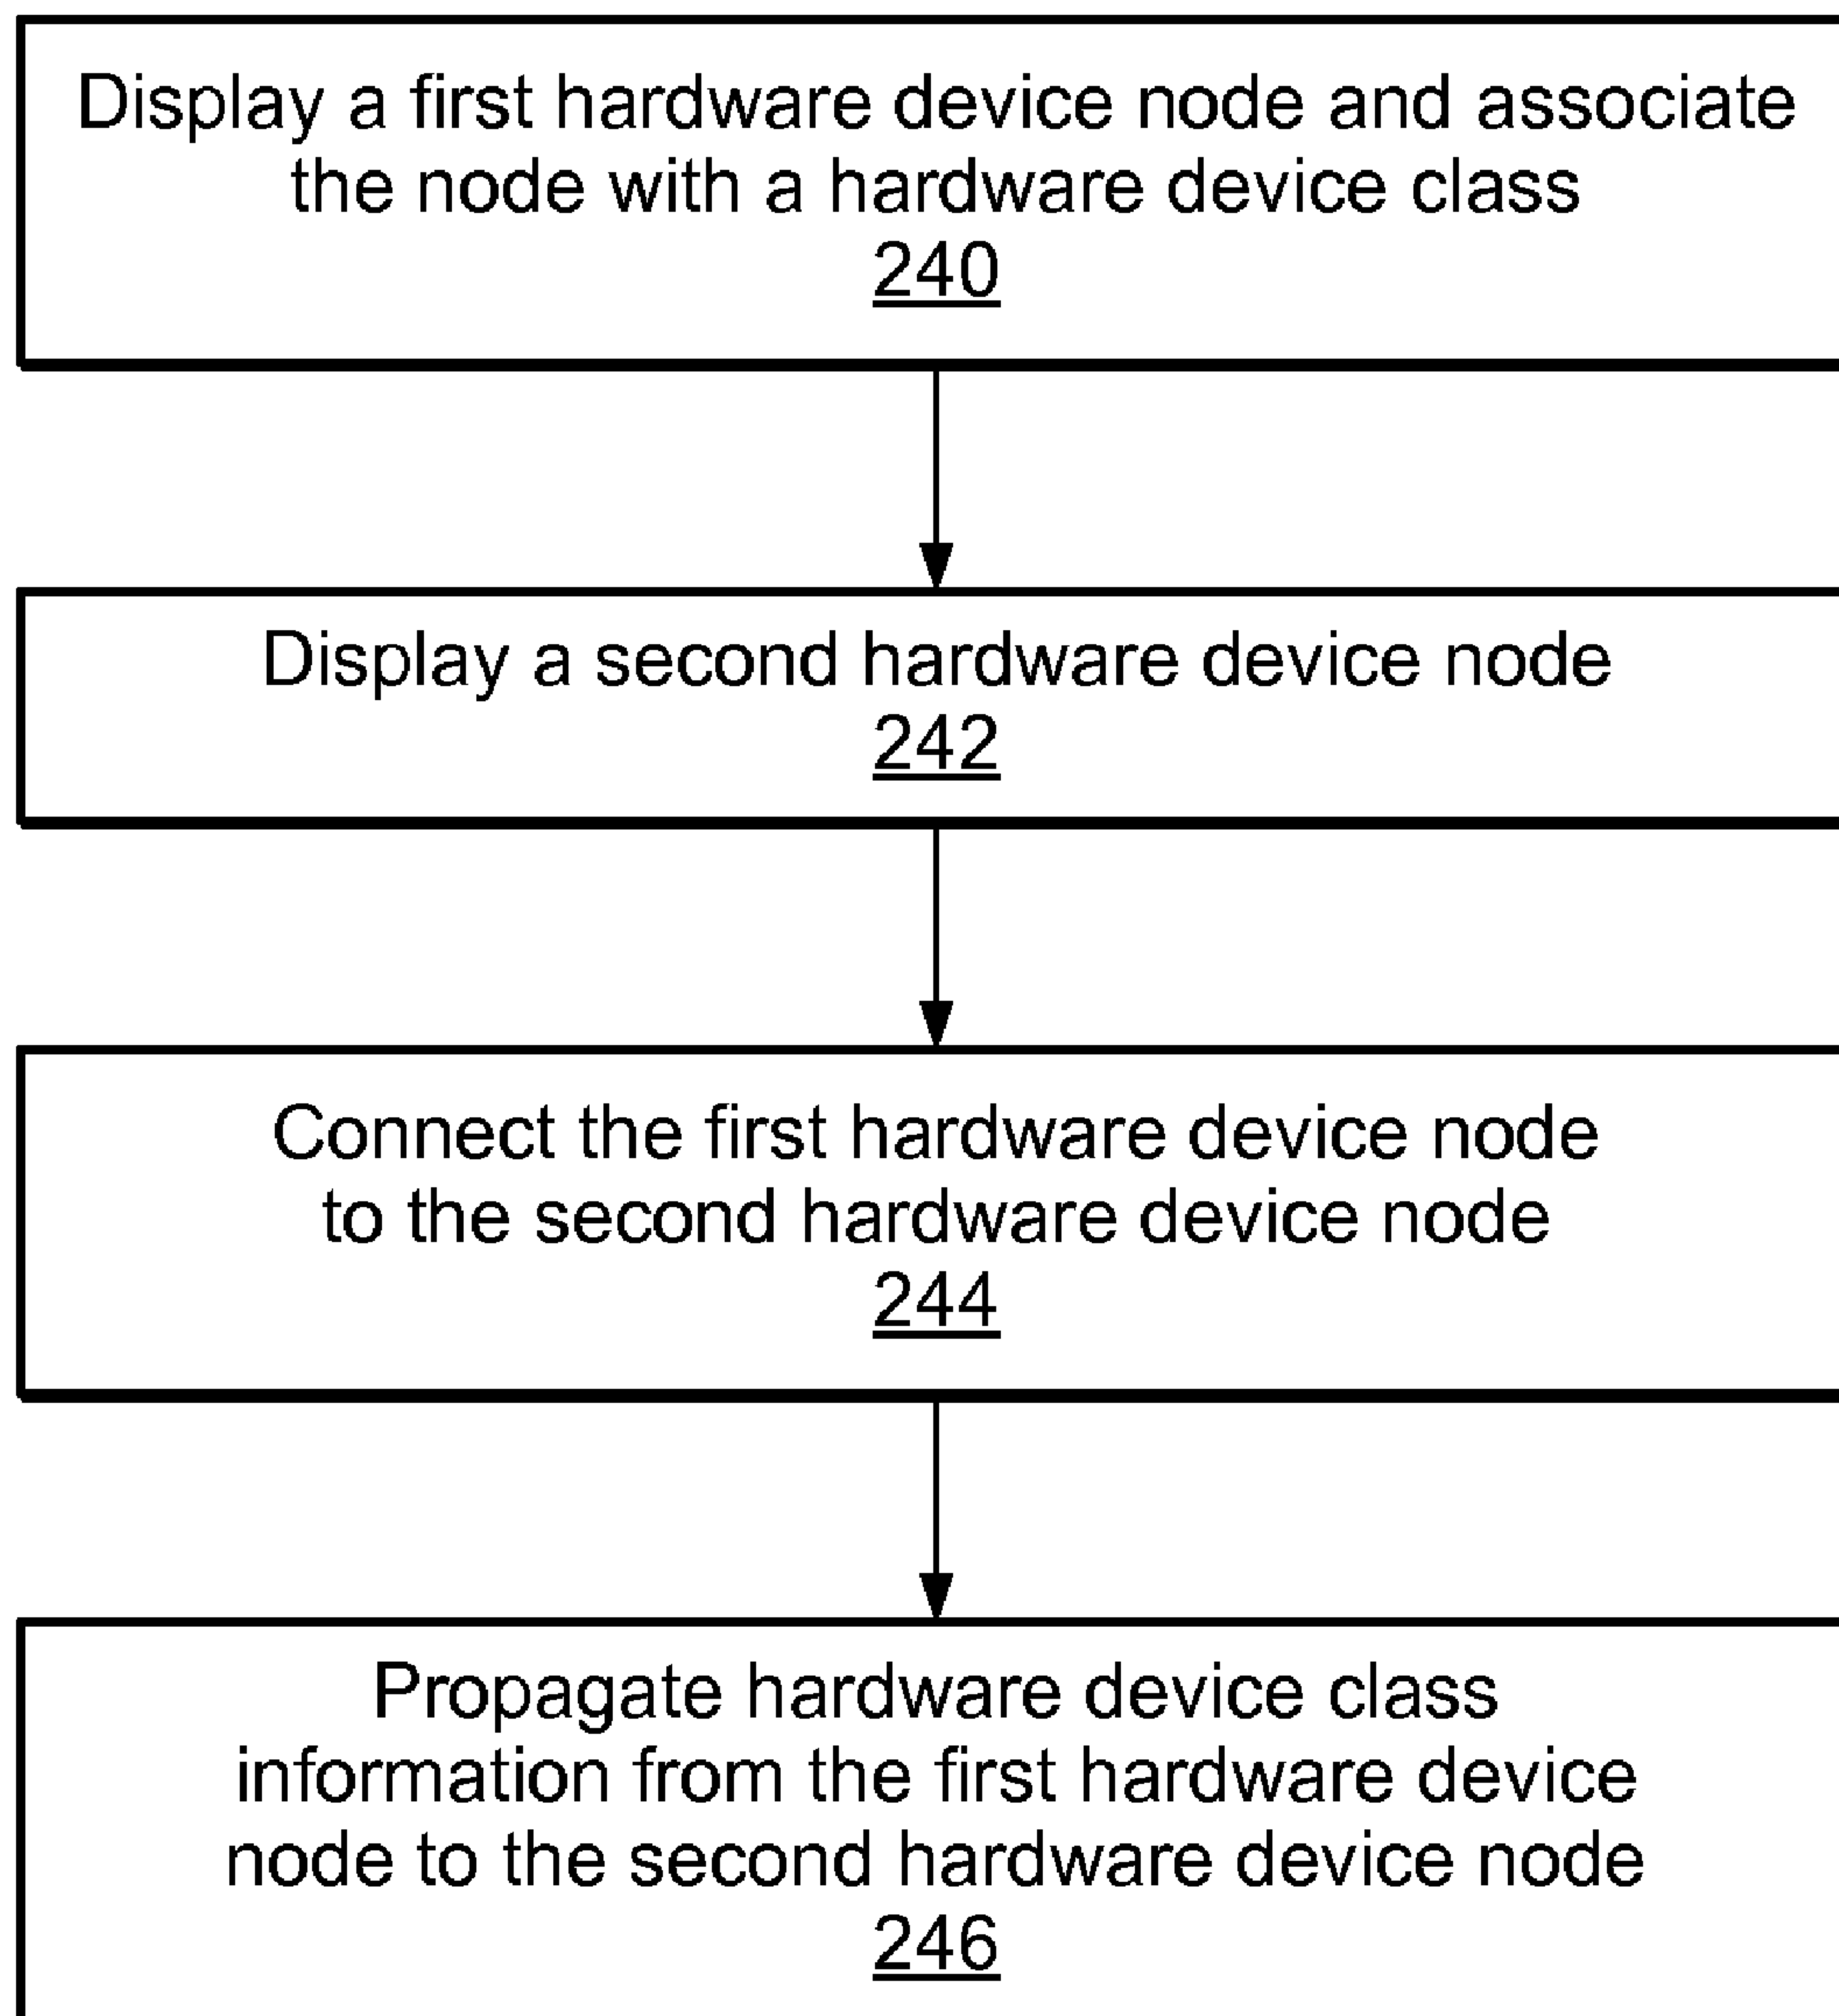 Display a first hardware device node and associate
the node with a hardware device class
240
Display a second hardware device node
242
Connect the first hardware device node
to the second hardware device node
244
Propagate hardware device class
information from the first hardware device
node to the second hardware device node
246